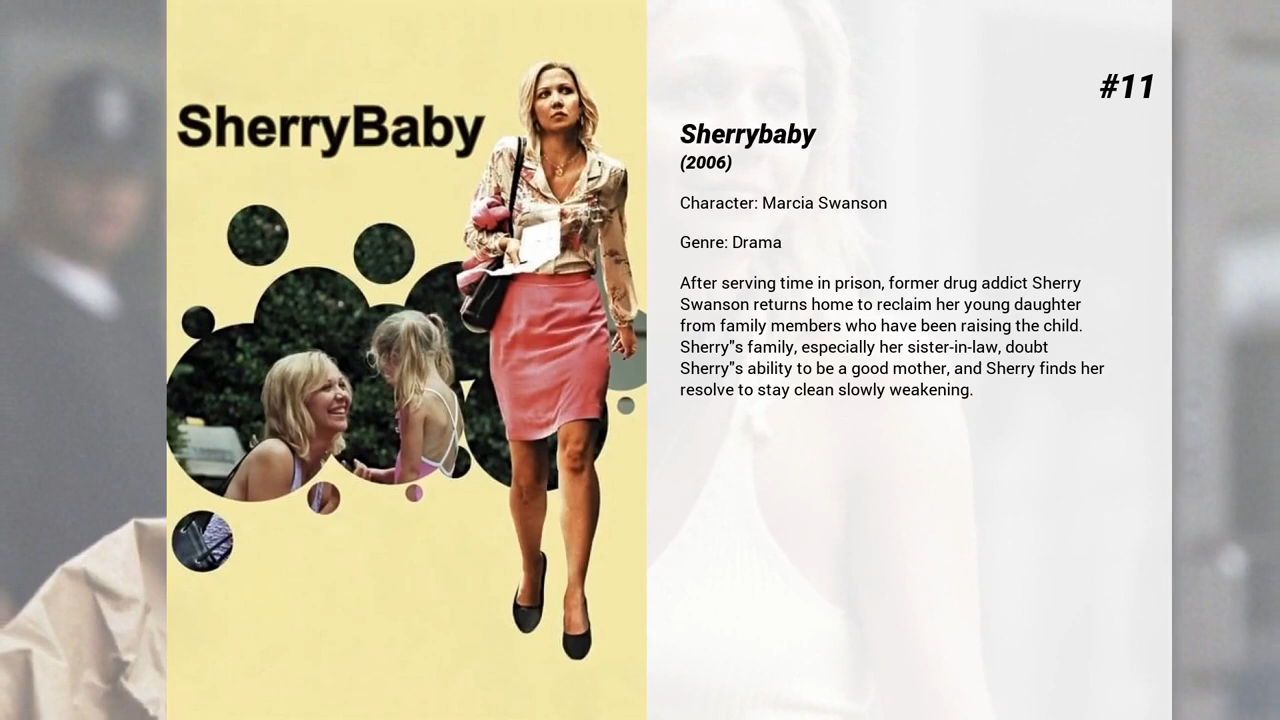 SherryBaby
#11
Sherrybaby
(2006)
Character: Marcia Swanson
Genre: Drama
After serving time in prison, former drug addict Sherry
Swanson returns home to reclaim her young daughter
from family members who have been raising the child.
Sherry"s family, especially her sister-in-law, doubt
Sherry"s ability to be a good mother, and Sherry finds her
resolve to stay clean slowly weakening.